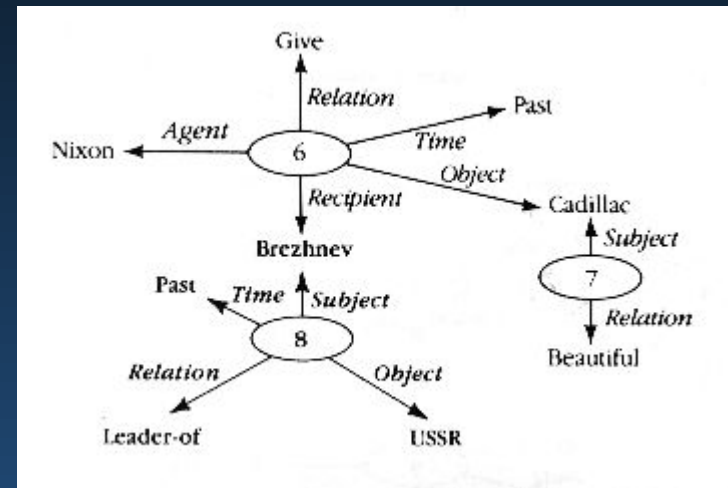 Give
Relation
Past
Agent
Nixon
6
Time
Object
Recipient
Cadillac
Brezhnev
Subject
Past
Time
Subject
7
8
Relation
Relation
Object
Beautiful
Leader-of
USSR